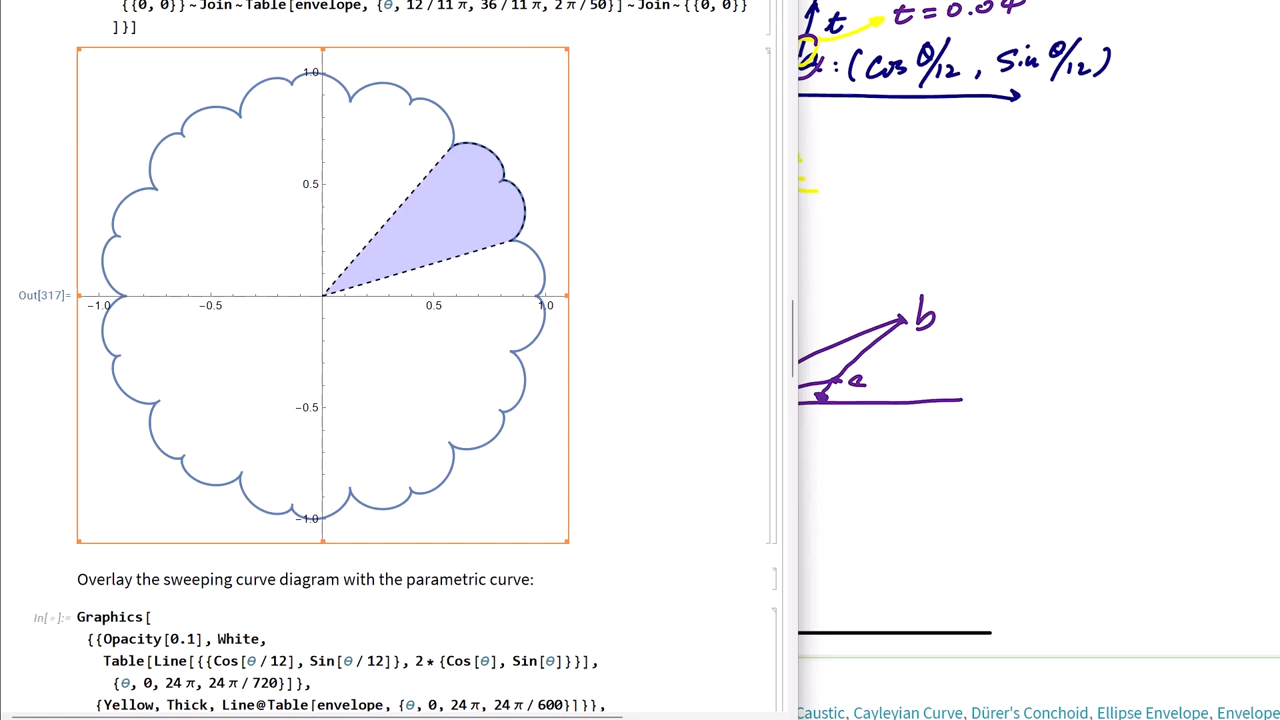 {{0, 0}}~Join~Table[envelope, {θ, 12/11 π, 36/11 π, 2 π/50}]~Join~{{0, 0}}
]}]
1.0
0.5
Out[317]=
-1.0
-0.5
0.5
1.0
-0.5
-1.0
Overlay the sweeping curve diagram with the parametric curve:
In[ ]:= Graphics[
{{Opacity[0.1], White,
Table[Line[{{Cos[θ/12], Sin[θ/12]}, 2*{Cos[θ], Sin[θ]}}],
{θ, 0, 24 π, 24 π/720}]},
{Yellow, Thick, Line@Table[envelope, {θ, 0, 24 π, 24 π/600}]},
t
: (Cos θ/12, Sin θ/12)
b
Caustic, Cayleyian Curve, Dürer's Conchoid, Ellipse Envelope, Envelope